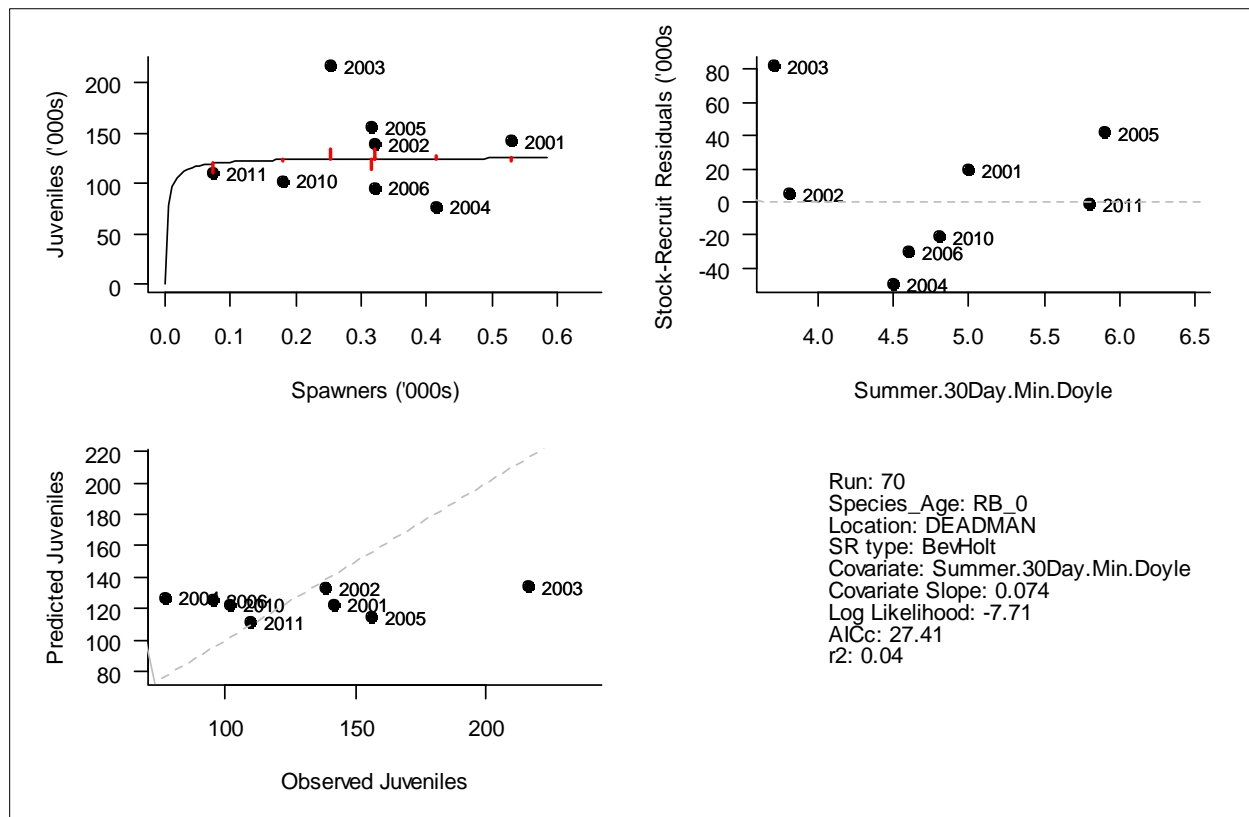 Juveniles ('000s)
200
150
100
50
0
2003
2005
2002
2001
2011
2010
2006
2004
0.0 0.1 0.2 0.3 0.4 0.5 0.6
Spawners ('000s)
Stock-Recruit Residuals ('000s
80
60
40
20
0
-20
-40
2003
2005
2001
2002
2011
2010
2006
2004
4.0 4.5 5.0 5.5 6.0 6.5
Summer.30Day.Min.Doyle
Predicted Juveniles
220
200
180
160
140
120
100
80
2004
2006
2010
2011
2002
2001
2005
2003
100 150 200
Observed Juveniles
Run: 70
Species_Age: RB_0
Location: DEADMAN
SR type: BevHolt
Covariate: Summer.30Day.Min.Doyle
Covariate Slope: 0.074
Log Likelihood: -7.71
AICc: 27.41
r2: 0.04